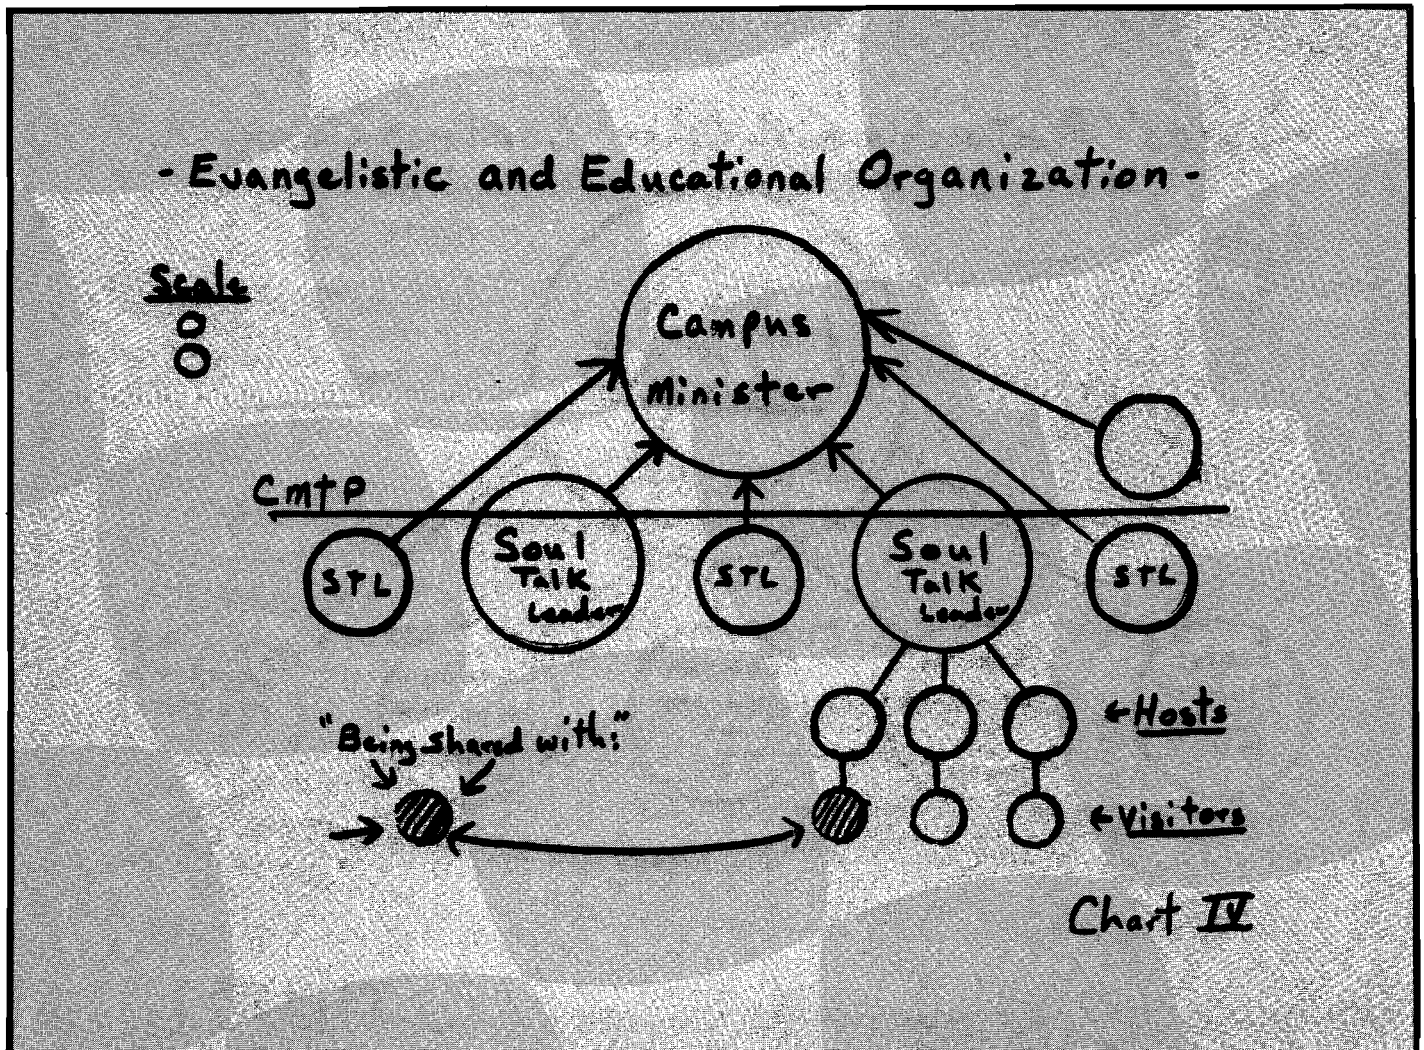 - Evangelistic and Educational Organization -
Scale
Campus
Minister
CMTP
STL
Soul
Talk
Leader
STL
Soul
Talk
Leader
STL
"Being shared with:"
←Hosts
←Visitors
Chart IV